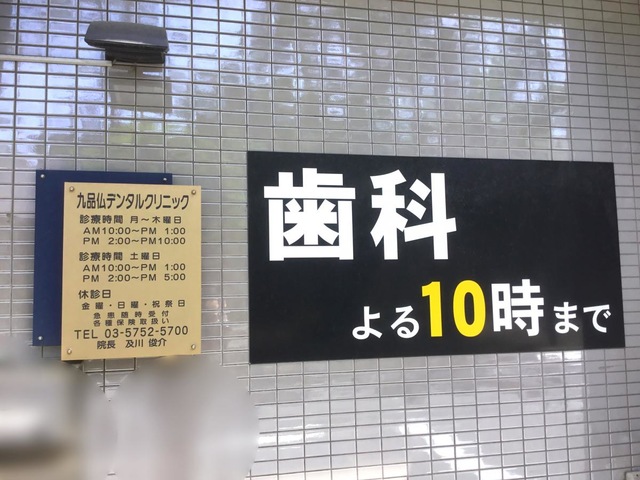 九品仏デンタルクリニック
診療時間 月〜木曜日
AM10:00〜PM 1:00
PM 2:00〜PM10:00
診療時間 土曜日
AM10:00〜PM 1:00
PM 2:00〜PM 5:00
休診日
金曜・日曜・祝祭日
急患随時受付
各種保険取扱い
TEL 03-5752-5700
院長 及川 俊介
歯科
よる10時まで